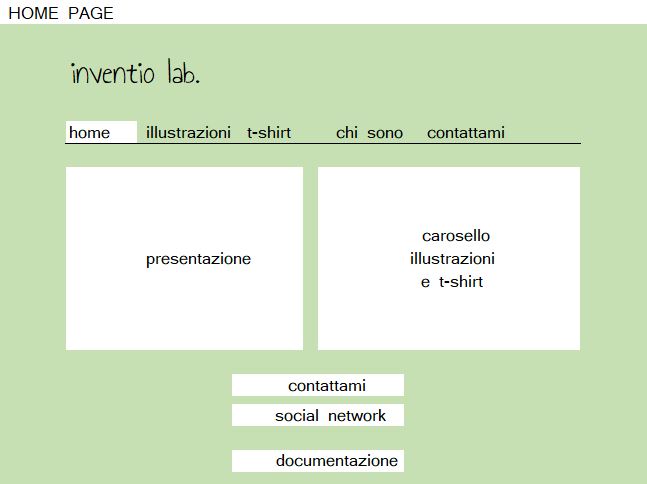 HOME PAGE
inventio lab.
home illustrazioni t-shirt chi sono contattami
presentazione
carosello
illustrazioni
e t-shirt
contattami
social network
documentazione